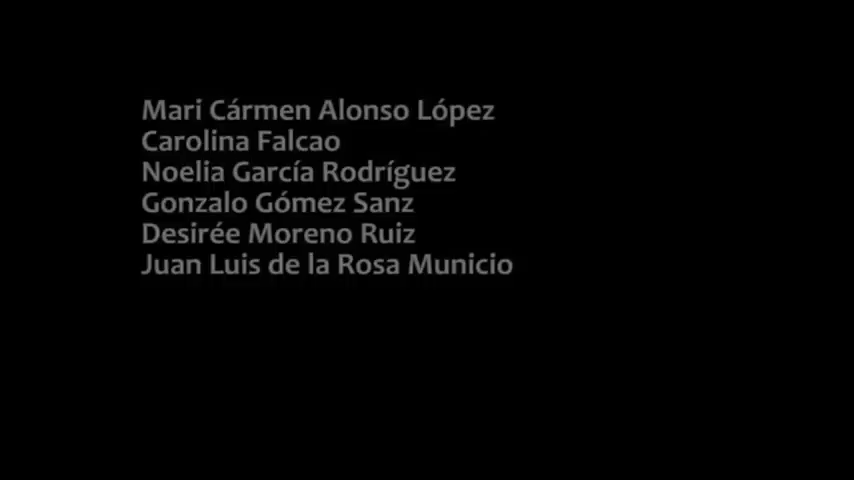 Mari Cármen Alonso López
Carolina Falcao
Noelia García Rodríguez
Gonzalo Gómez Sanz
Desirée Moreno Ruiz
Juan Luis de la Rosa Municio